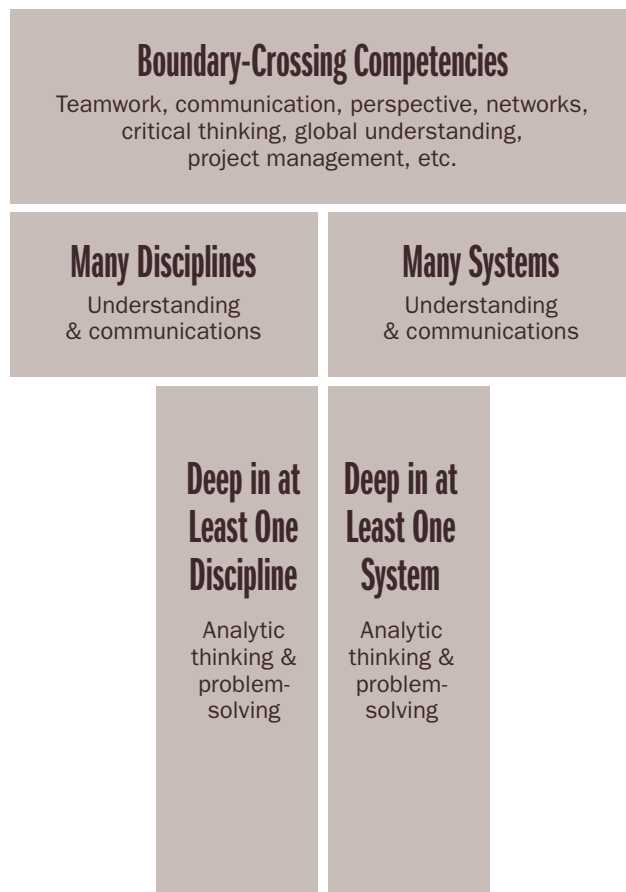 Boundary-Crossing Competencies
Teamwork, communication, perspective, networks,
critical thinking, global understanding,
project management, etc.
Many Disciplines
Understanding
& communications
Many Systems
Understanding
& communications
Deep in at
Least One
Discipline
Analytic
thinking &
problem-
solving
Deep in at
Least One
System
Analytic
thinking &
problem-
solving